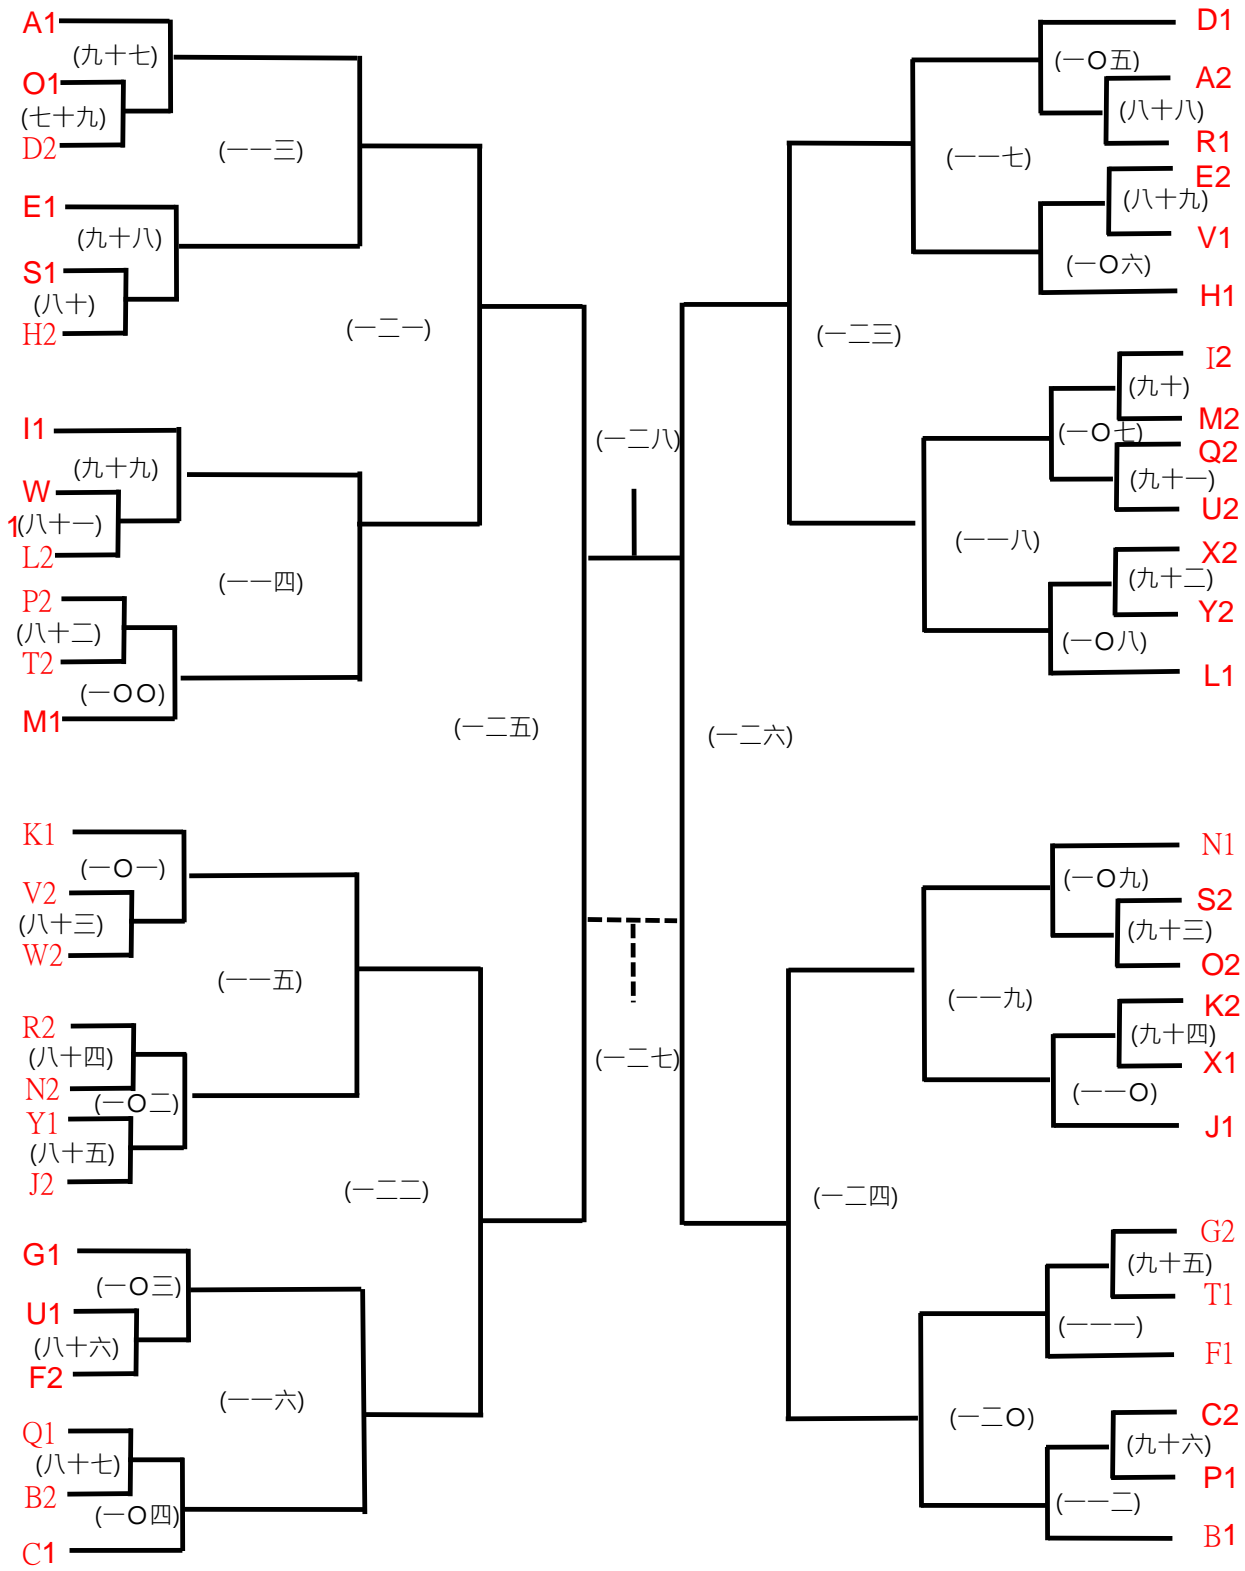 A1
(九十七)
O1
(七十九)
D2
(一一三)
E1
(九十八)
S1
(八十)
H2
(一二一)
I1
(九十九)
W
1(八十一)
L2
(一一四)
P2
(八十二)
T2
(一OO)
M1
(一二五)
K1
(一O一)
V2
(八十三)
W2
(一一五)
R2
(八十四)
N2
(一O二)
Y1
(八十五)
J2
(一二二)
G1
(一O三)
U1
(八十六)
F2
(一一六)
Q1
(八十七)
B2
(一O四)
C1
(一二八)
(一二七)
D1
(一O五)
A2
(八十八)
R1
(一一七)
E2
(八十九)
V1
(一O六)
H1
(一二三)
I2
(九十)
M2
(一O七)
Q2
(九十一)
U2
(一一八)
X2
(九十二)
Y2
(一O八)
L1
(一二六)
N1
(一O九)
S2
(九十三)
O2
(一一九)
K2
(九十四)
X1
(一一O)
J1
(一二四)
G2
(九十五)
T1
(一一一)
F1
(一二O)
C2
(九十六)
P1
(一一二)
B1